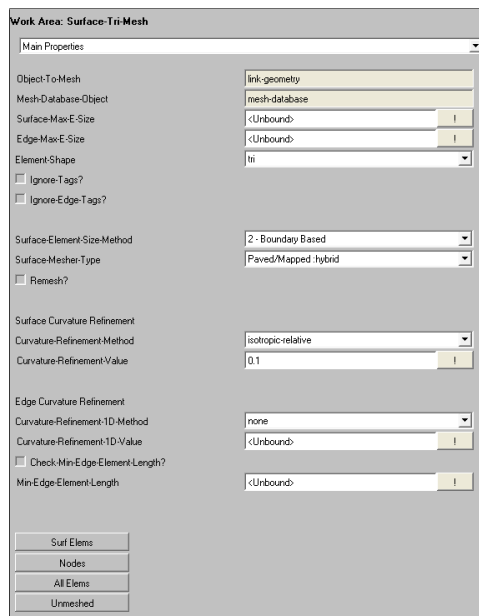 Work Area: Surface-Tri-Mesh
Main Properties
Object-To-Mesh link-geometry
Mesh-Database-Object mesh-database
Surface-Max-E-Size <Unbound> !
Edge-Max-E-Size <Unbound> !
Element-Shape tri
Ignore-Tags?
Ignore-Edge-Tags?
Surface-Element-Size-Method 2 - Boundary Based
Surface-Mesher-Type Paved/Mapped :hybrid
Remesh?
Surface Curvature Refinement
Curvature-Refinement-Method isotropic-relative
Curvature-Refinement-Value 0.1 !
Edge Curvature Refinement
Curvature-Refinement-1D-Method none
Curvature-Refinement-1D-Value <Unbound> !
Check-Min-Edge-Element-Length?
Min-Edge-Element-Length <Unbound> !
Surf Elems
Nodes
All Elems
Unmeshed